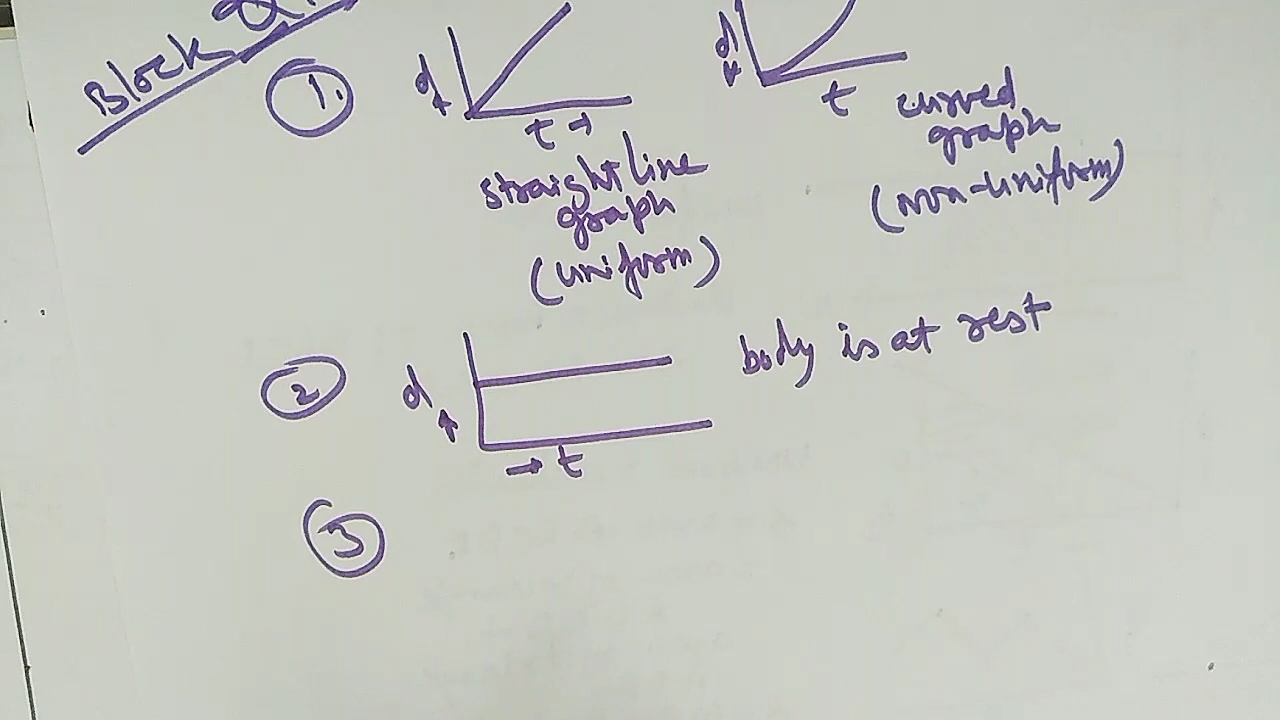 Block
1.
d
t →
straight line
graph
(uniform)
d
t
curved
graph
(non-uniform)
2
d
→ t
body is at rest
3